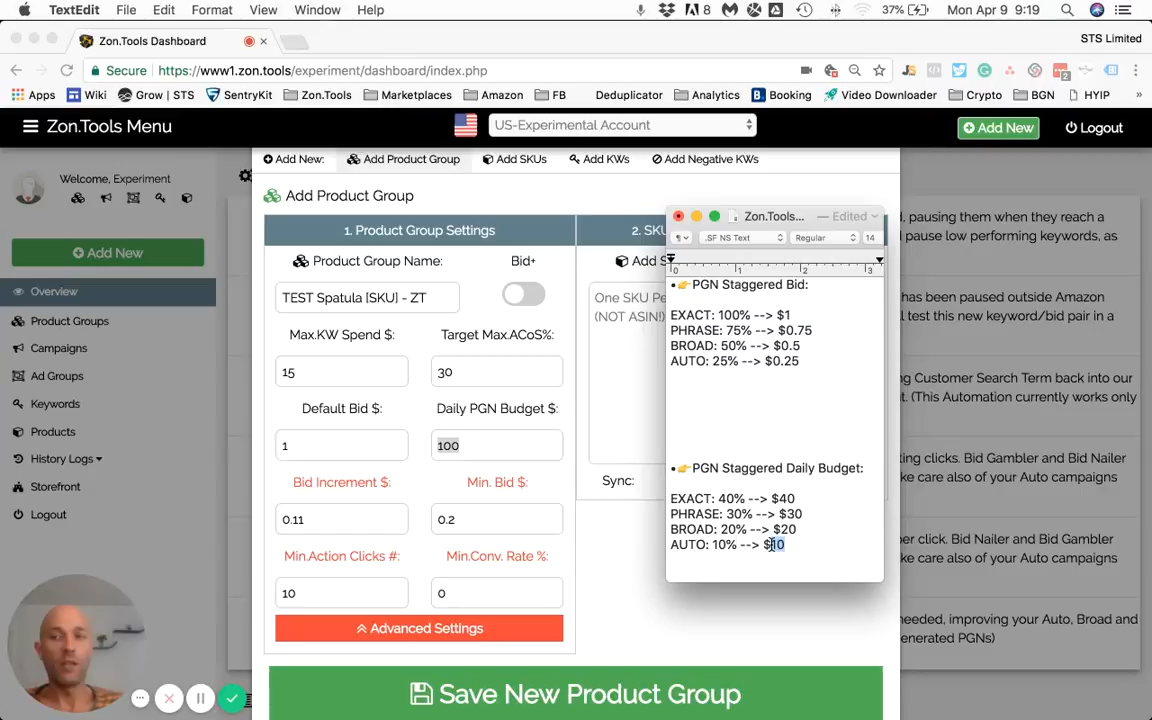 TextEdit File Edit Format View Window Help 8 37% Mon Apr 9 9:19
Zon.Tools Dashboard STS Limited
Secure https://www1.zon.tools/experiment/dashboard/index.php
Apps Wiki Grow | STS SentryKit Zon.Tools Marketplaces Amazon FB Deduplicator Analytics Booking Video Downloader Crypto BGN HYIP »
Zon.Tools Menu US-Experimental Account Add New Logout
Add New: Add Product Group Add SKUs Add KWs Add Negative KWs
Welcome, Experiment
Add New
Overview
Product Groups
Campaigns
Ad Groups
Keywords
Products
History Logs
Storefront
Logout
Add Product Group
1. Product Group Settings
Product Group Name: Bid+
TEST Spatula [SKU] - ZT
Max.KW Spend $: Target Max.ACoS%:
15 30
Default Bid $: Daily PGN Budget $:
1 100
Bid Increment $: Min. Bid $:
0.11 0.2
Min.Action Clicks #: Min.Conv. Rate %:
10 0
Advanced Settings
2. SKU
Add S
One SKU Pe
(NOT ASIN!)
Sync:
Save New Product Group
Zon.Tools... — Edited
¶ .SF NS Text Regular 14
0 1 2 3
•👉PGN Staggered Bid:
EXACT: 100% --> $1
PHRASE: 75% --> $0.75
BROAD: 50% --> $0.5
AUTO: 25% --> $0.25
•👉PGN Staggered Daily Budget:
EXACT: 40% --> $40
PHRASE: 30% --> $30
BROAD: 20% --> $20
AUTO: 10% --> $10
, pausing them when they reach a
d pause low performing keywords, as
has been paused outside Amazon
l test this new keyword/bid pair in a
ng Customer Search Term back into our
t. (This Automation currently works only
ting clicks. Bid Gambler and Bid Nailer
ke care also of your Auto campaigns
per click. Bid Nailer and Bid Gambler
ke care also of your Auto campaigns
needed, improving your Auto, Broad and
enerated PGNs)